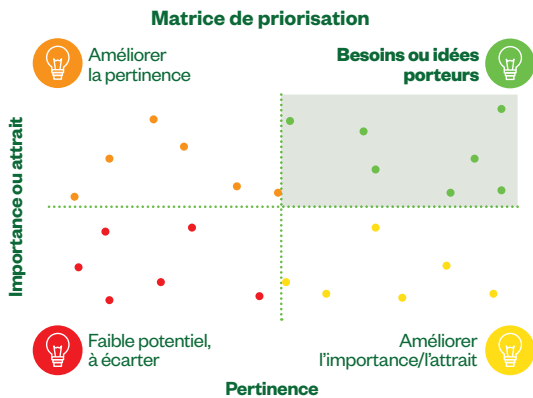 Matrice de priorisation
Améliorer
la pertinence
Besoins ou idées
porteurs
Importance ou attrait
Faible potentiel,
à écarter
Améliorer
l'importance/l'attrait
Pertinence